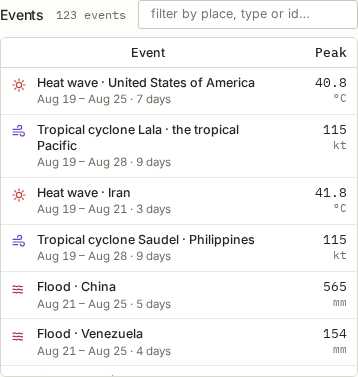 Events 123 events filter by place, type or id...
Event Peak
Heat wave · United States of America 40.8
Aug 19 – Aug 25 · 7 days °C
Tropical cyclone Lala · the tropical 115
Pacific kt
Aug 19 – Aug 28 · 9 days
Heat wave · Iran 41.8
Aug 19 – Aug 21 · 3 days °C
Tropical cyclone Saudel · Philippines 115
Aug 19 – Aug 28 · 9 days kt
Flood · China 565
Aug 21 – Aug 25 · 5 days mm
Flood · Venezuela 154
Aug 21 – Aug 25 · 4 days mm